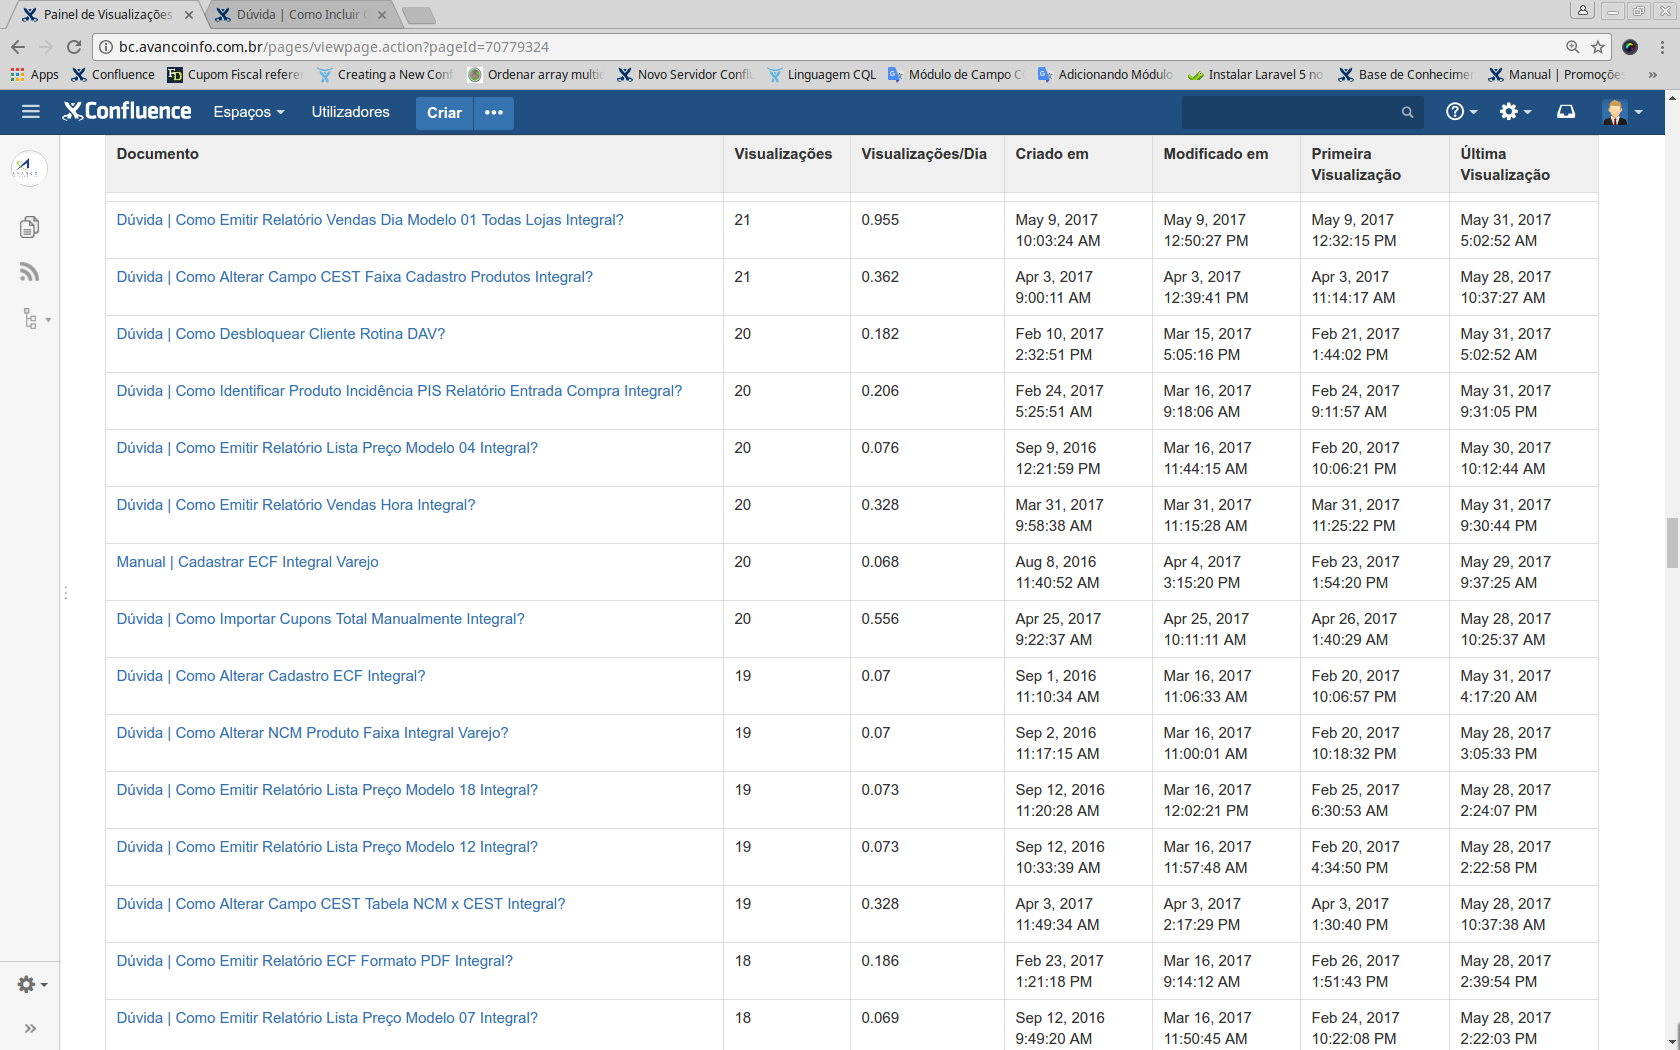 Painel de Visualizações
Dúvida | Como Incluir
bc.avancoinfo.com.br/pages/viewpage.action?pageId=70779324
Apps
Confluence
Cupom Fiscal refere
Creating a New Conf
Ordenar array multi
Novo Servidor Conflu
Linguagem CQL
Módulo de Campo C
Adicionando Módulo
Instalar Laravel 5 no
Base de Conhecimen
Manual | Promoções
»
Confluence
Espaços
Utilizadores
Criar
•••
Documento Visualizações Visualizações/Dia Criado em Modificado em Primeira Última
Visualização Visualização
Dúvida | Como Emitir Relatório Vendas Dia Modelo 01 Todas Lojas Integral? 21 0.955 May 9, 2017 May 9, 2017 May 9, 2017 May 31, 2017
10:03:24 AM 12:50:27 PM 12:32:15 PM 5:02:52 AM
Dúvida | Como Alterar Campo CEST Faixa Cadastro Produtos Integral? 21 0.362 Apr 3, 2017 Apr 3, 2017 Apr 3, 2017 May 28, 2017
9:00:11 AM 12:39:41 PM 11:14:17 AM 10:37:27 AM
Dúvida | Como Desbloquear Cliente Rotina DAV? 20 0.182 Feb 10, 2017 Mar 15, 2017 Feb 21, 2017 May 31, 2017
2:32:51 PM 5:05:16 PM 1:44:02 PM 5:02:52 AM
Dúvida | Como Identificar Produto Incidência PIS Relatório Entrada Compra Integral? 20 0.206 Feb 24, 2017 Mar 16, 2017 Feb 24, 2017 May 31, 2017
5:25:51 AM 9:18:06 AM 9:11:57 AM 9:31:05 PM
Dúvida | Como Emitir Relatório Lista Preço Modelo 04 Integral? 20 0.076 Sep 9, 2016 Mar 16, 2017 Feb 20, 2017 May 30, 2017
12:21:59 PM 11:44:15 AM 10:06:21 PM 10:12:44 AM
Dúvida | Como Emitir Relatório Vendas Hora Integral? 20 0.328 Mar 31, 2017 Mar 31, 2017 Mar 31, 2017 May 31, 2017
9:58:38 AM 11:15:28 AM 11:25:22 PM 9:30:44 PM
Manual | Cadastrar ECF Integral Varejo 20 0.068 Aug 8, 2016 Apr 4, 2017 Feb 23, 2017 May 29, 2017
11:40:52 AM 3:15:20 PM 1:54:20 PM 9:37:25 AM
Dúvida | Como Importar Cupons Total Manualmente Integral? 20 0.556 Apr 25, 2017 Apr 25, 2017 Apr 26, 2017 May 28, 2017
9:22:37 AM 10:11:11 AM 1:40:29 AM 10:25:37 AM
Dúvida | Como Alterar Cadastro ECF Integral? 19 0.07 Sep 1, 2016 Mar 16, 2017 Feb 20, 2017 May 31, 2017
11:10:34 AM 11:06:33 AM 10:06:57 PM 4:17:20 AM
Dúvida | Como Alterar NCM Produto Faixa Integral Varejo? 19 0.07 Sep 2, 2016 Mar 16, 2017 Feb 20, 2017 May 28, 2017
11:17:15 AM 11:00:01 AM 10:18:32 PM 3:05:33 PM
Dúvida | Como Emitir Relatório Lista Preço Modelo 18 Integral? 19 0.073 Sep 12, 2016 Mar 16, 2017 Feb 25, 2017 May 28, 2017
11:20:28 AM 12:02:21 PM 6:30:53 AM 2:24:07 PM
Dúvida | Como Emitir Relatório Lista Preço Modelo 12 Integral? 19 0.073 Sep 12, 2016 Mar 16, 2017 Feb 20, 2017 May 28, 2017
10:33:39 AM 11:57:48 AM 4:34:50 PM 2:22:58 PM
Dúvida | Como Alterar Campo CEST Tabela NCM x CEST Integral? 19 0.328 Apr 3, 2017 Apr 3, 2017 Apr 3, 2017 May 28, 2017
11:49:34 AM 2:17:29 PM 1:30:40 PM 10:37:38 AM
Dúvida | Como Emitir Relatório ECF Formato PDF Integral? 18 0.186 Feb 23, 2017 Mar 16, 2017 Feb 26, 2017 May 28, 2017
1:21:18 PM 9:14:12 AM 1:51:43 PM 2:39:54 PM
Dúvida | Como Emitir Relatório Lista Preço Modelo 07 Integral? 18 0.069 Sep 12, 2016 Mar 16, 2017 Feb 24, 2017 May 28, 2017
9:49:20 AM 11:50:45 AM 10:22:08 PM 2:22:03 PM